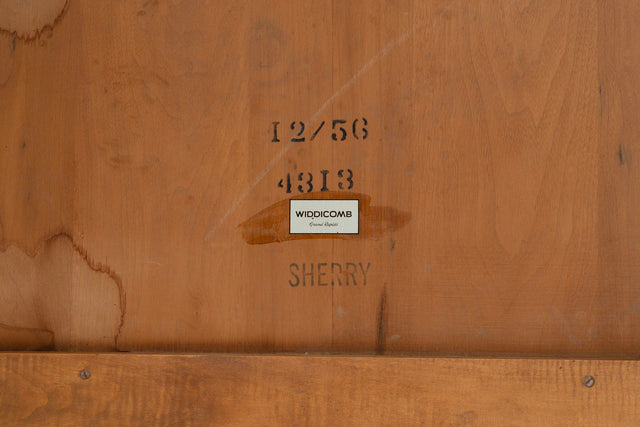 12/56
4313
WIDDICOMB
Grand Rapids
SHERRY